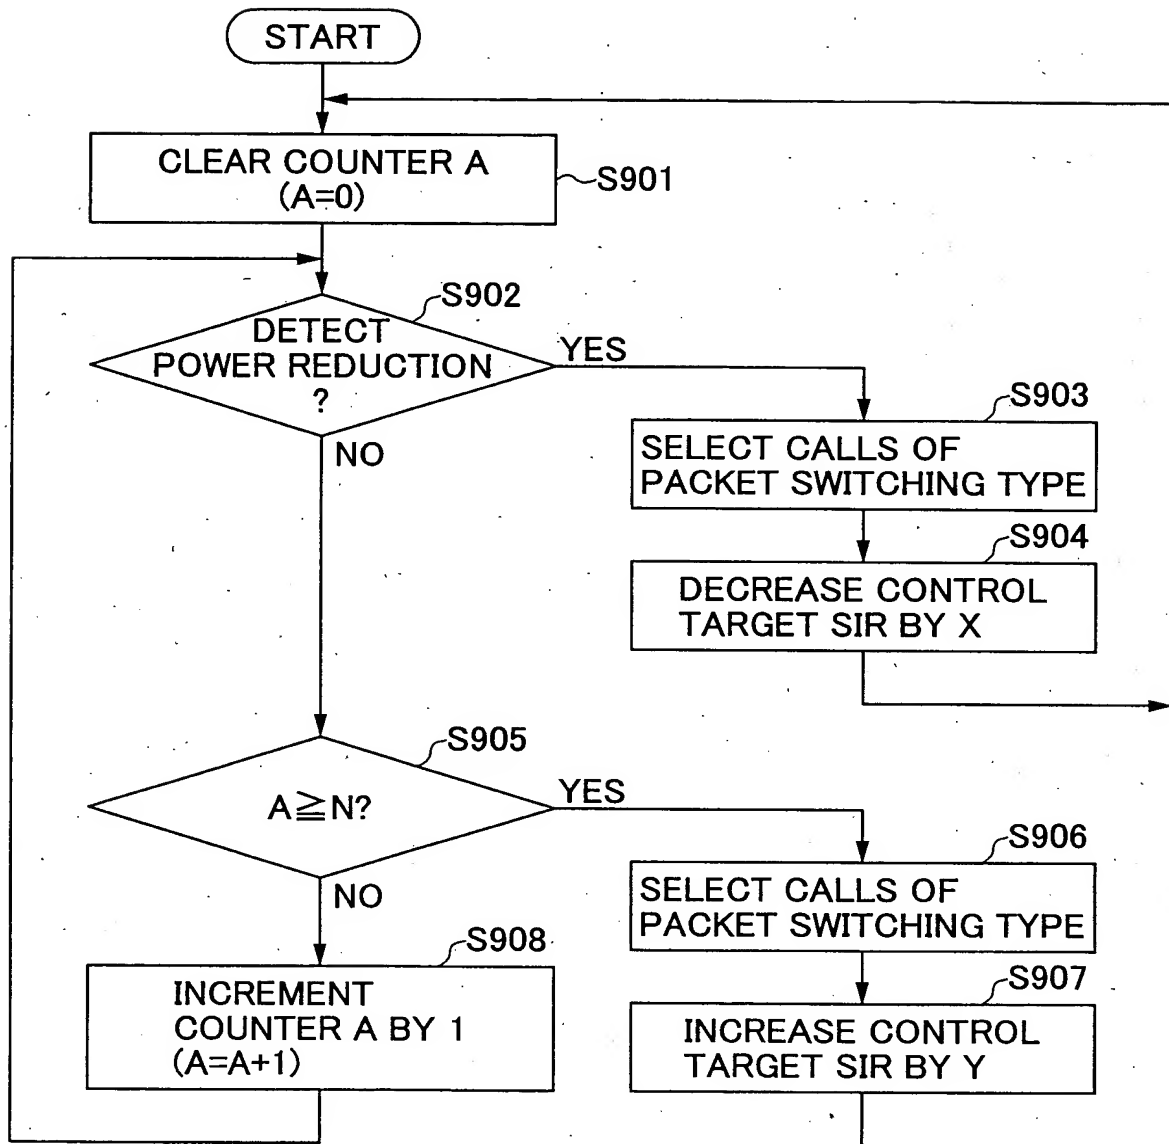 START
CLEAR COUNTER A
(A=0)
S901
S902
DETECT
POWER REDUCTION
?
YES
NO
S903
SELECT CALLS OF
PACKET SWITCHING TYPE
S904
DECREASE CONTROL
TARGET SIR BY X
S905
A≧N?
YES
NO
S906
SELECT CALLS OF
PACKET SWITCHING TYPE
S908
INCREMENT
COUNTER A BY 1
(A=A+1)
S907
INCREASE CONTROL
TARGET SIR BY Y